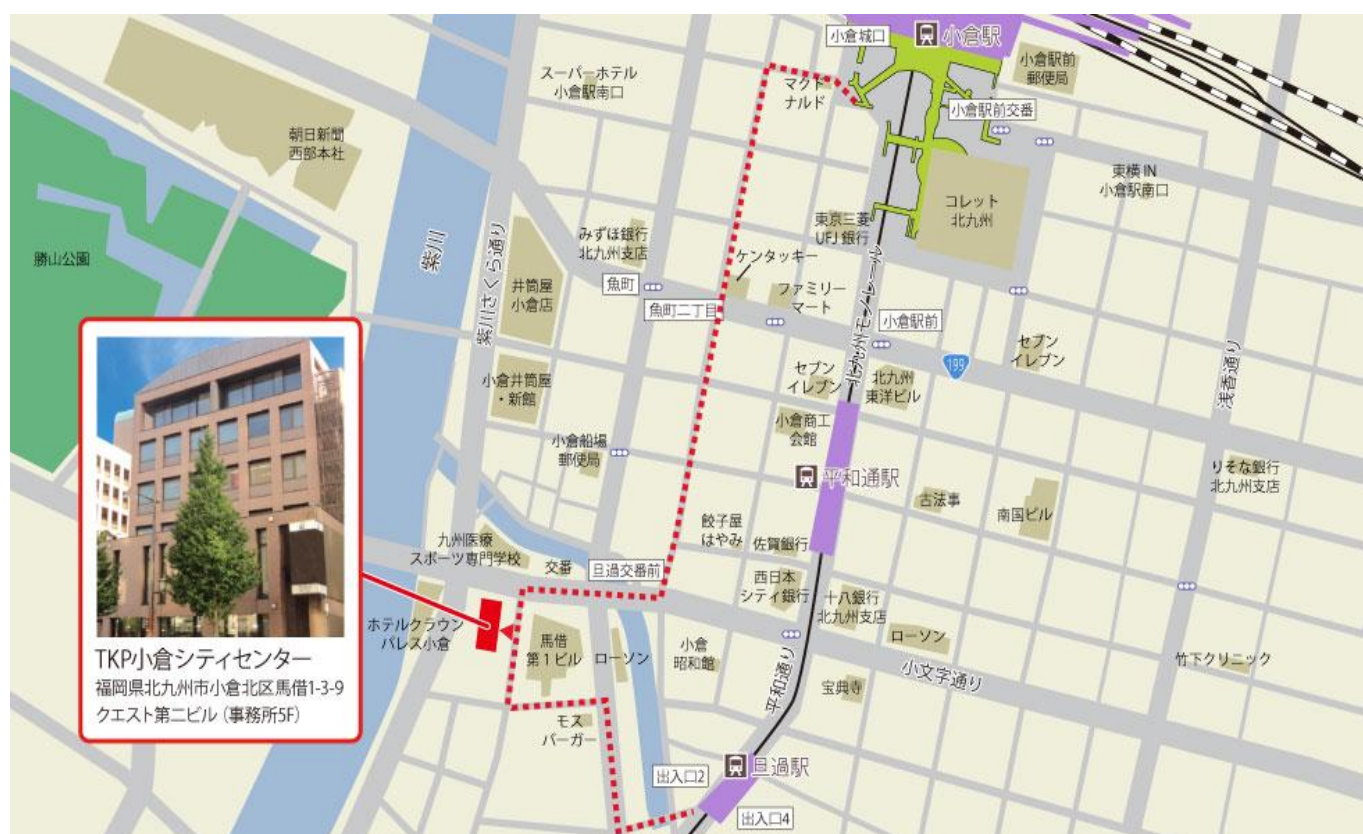 小倉城口
小倉駅
小倉駅前
郵便局
スーパーホテル
小倉駅南口
マクド
ナルド
小倉駅前交番
朝日新聞
西部本社
東横 IN
小倉駅南口
コレット
北九州
東京三菱
UFJ 銀行
みずほ銀行
北九州支店
紫川
紫川さくら通り
勝山公園
ケンタッキー
井筒屋
小倉店
魚町
ファミリー
マート
魚町二丁目
北九州モノレール
小倉駅前
セブン
イレブン
199
浅香通り
セブン
イレブン
北九州
東洋ビル
小倉井筒屋
・新館
小倉商工
会館
小倉船場
郵便局
平和通駅
りそな銀行
北九州支店
古法事
南国ビル
餃子屋
はやみ
佐賀銀行
九州医療
スポーツ専門学校
交番
旦過交番前
西日本
シティ銀行
十八銀行
北九州支店
ホテルクラウン
パレス小倉
馬借
第1ビル
ローソン
小倉
昭和館
ローソン
小文字通り
竹下クリニック
平和通り
宝典寺
モス
バーガー
出入口2
旦過駅
出入口4
TKP小倉シティセンター
福岡県北九州市小倉北区馬借1-3-9
クエスト第二ビル (事務所5F)